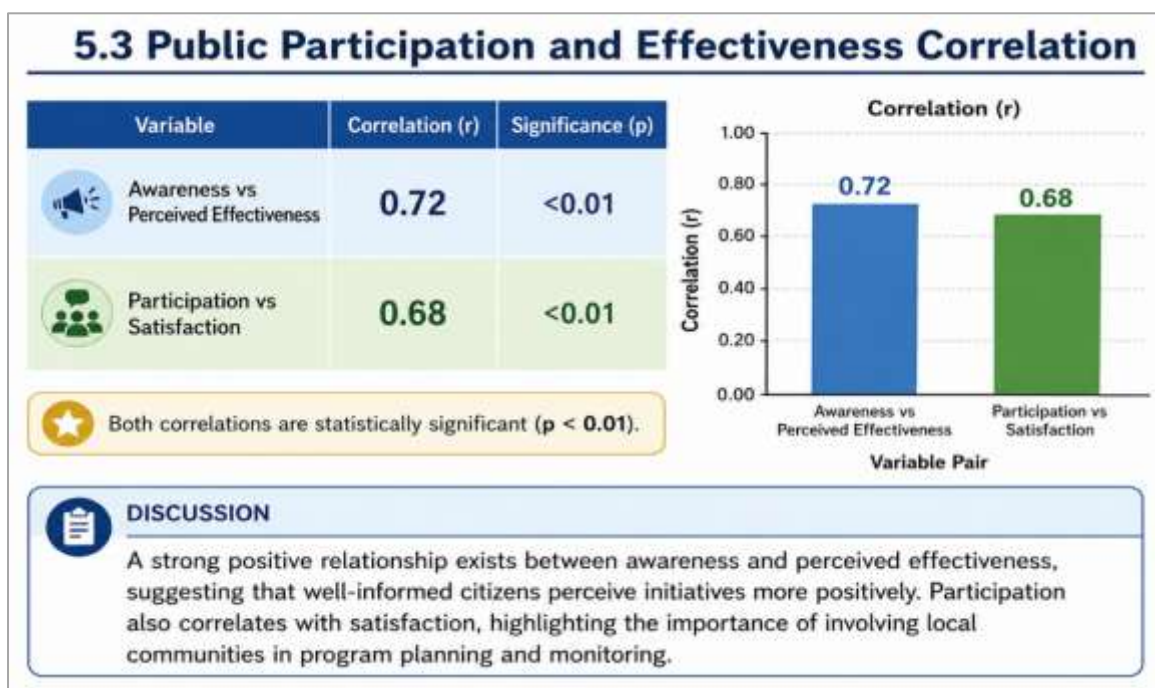 5.3 Public Participation and Effectiveness Correlation
Variable Correlation (r) Significance (p)
Awareness vs
Perceived Effectiveness
0.72 <0.01
Participation vs
Satisfaction
0.68 <0.01
Both correlations are statistically significant (p < 0.01).
Correlation (r)
Correlation (r)
1.00
0.80
0.60
0.40
0.20
0.00
0.72
0.68
Awareness vs
Perceived Effectiveness
Participation vs
Satisfaction
Variable Pair
DISCUSSION
A strong positive relationship exists between awareness and perceived effectiveness,
suggesting that well-informed citizens perceive initiatives more positively. Participation
also correlates with satisfaction, highlighting the importance of involving local
communities in program planning and monitoring.